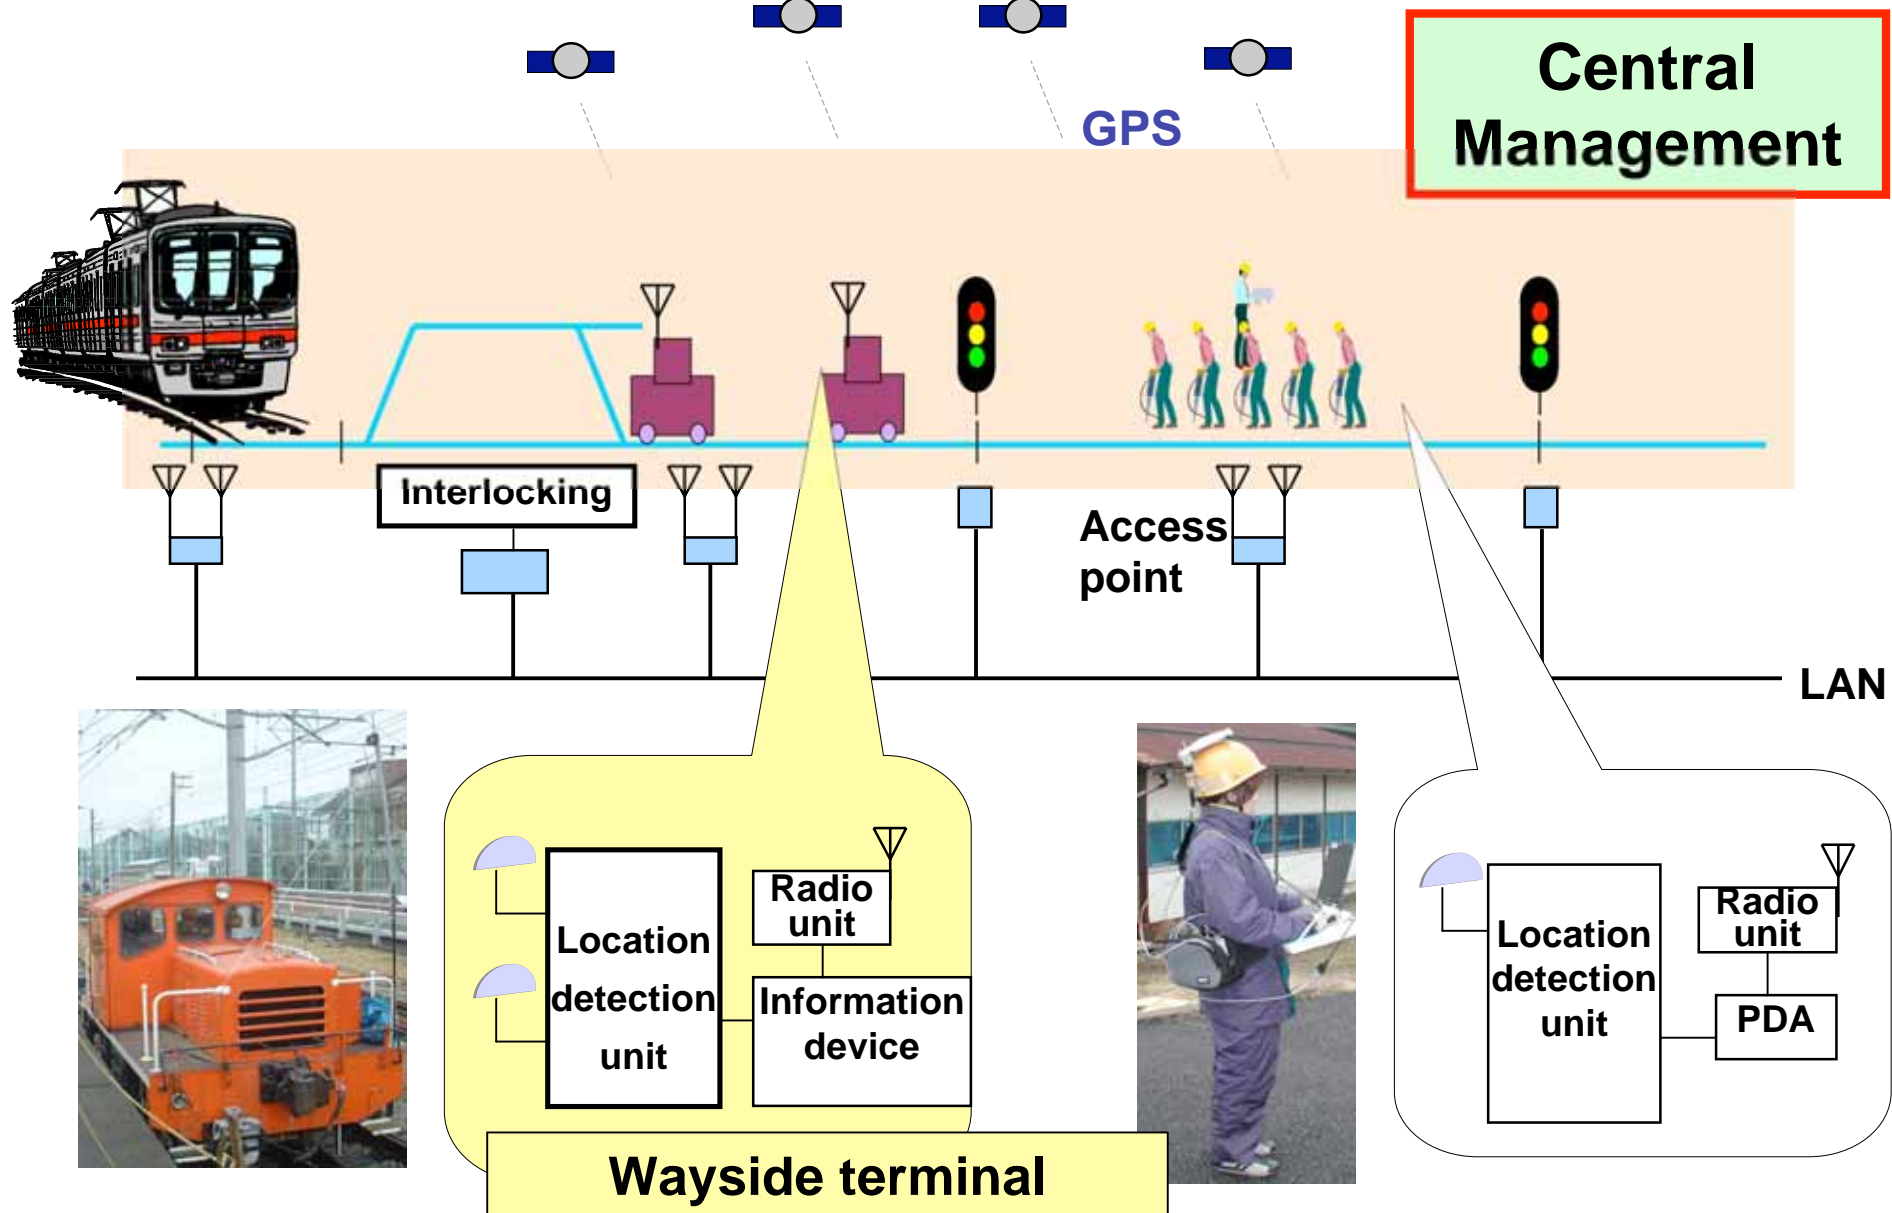 Central
Management
GPS
Interlocking
Access
point
LAN
Location
detection
unit
Radio
unit
Information
device
Location
detection
unit
Radio
unit
PDA
Wayside terminal